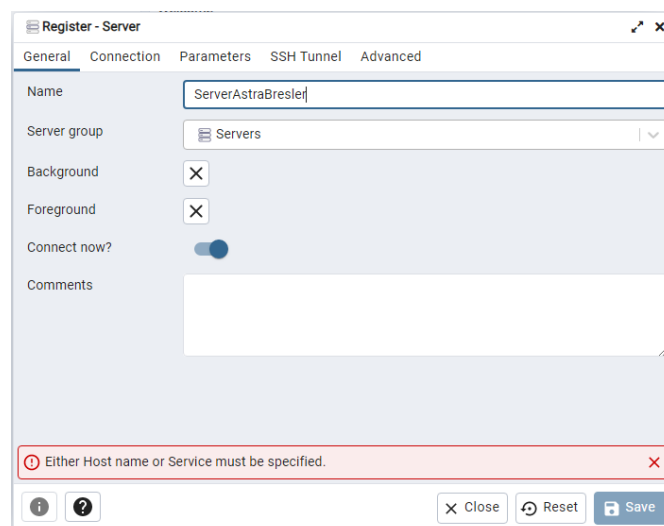 Register - Server
General Connection Parameters SSH Tunnel Advanced
Name ServerAstraBresler
Server group Servers
Background
Foreground
Connect now?
Comments
Either Host name or Service must be specified.
Close Reset Save